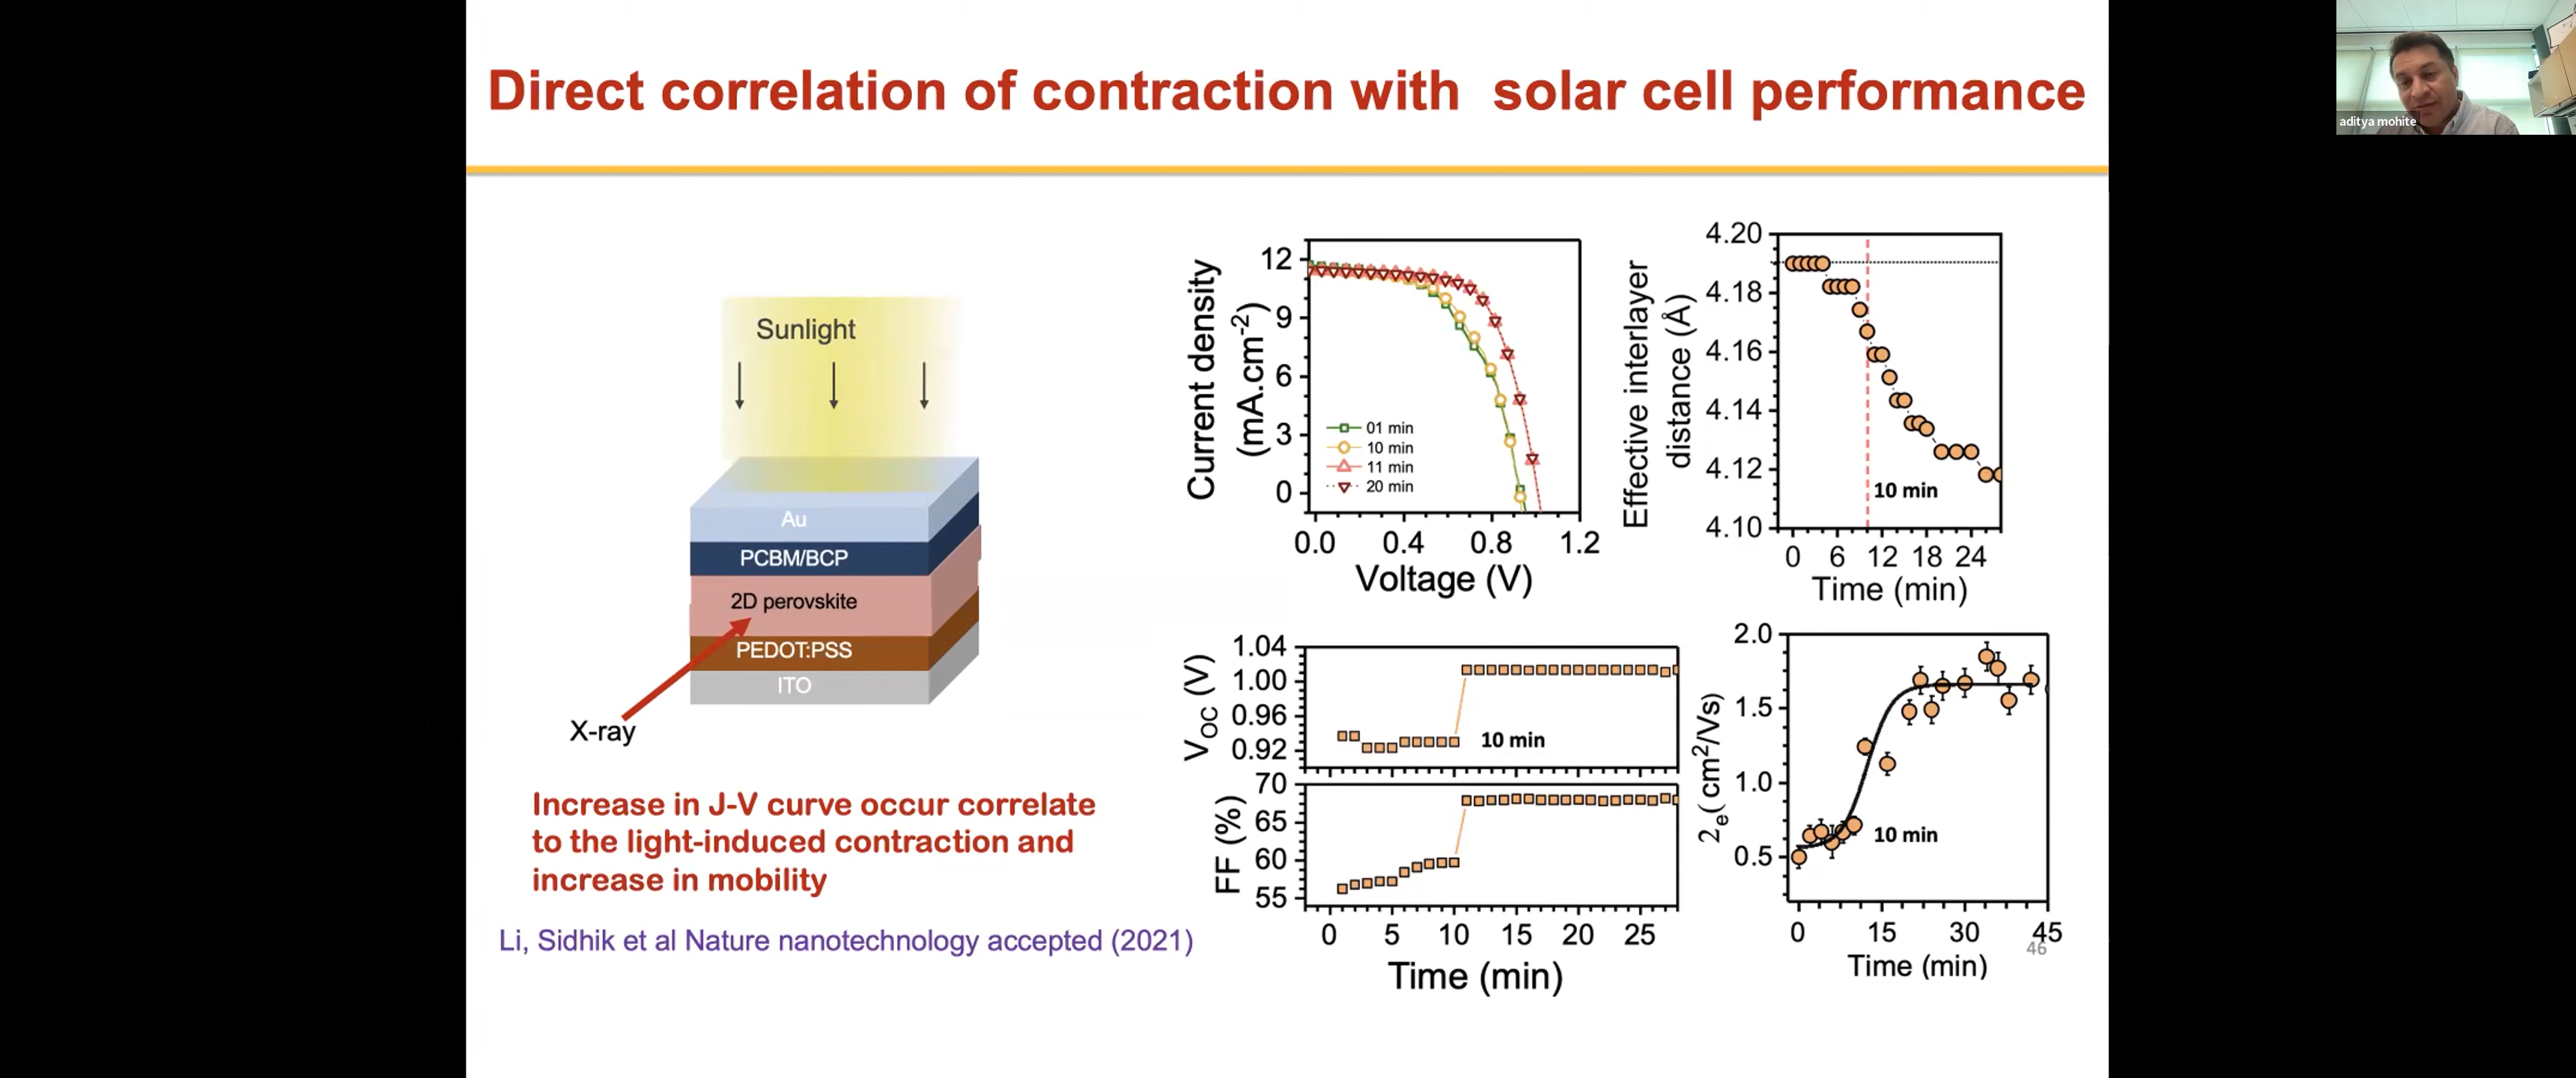 Direct correlation of contraction with solar cell performance
aditya mohite
Sunlight
Au
PCBM/BCP
2D perovskite
PEDOT:PSS
ITO
X-ray
Increase in J-V curve occur correlate
to the light-induced contraction and
increase in mobility
Li, Sidhik et al Nature nanotechnology accepted (2021)
Current density
(mA.cm-2)
12
9
6
3
0
01 min
10 min
11 min
20 min
0.0 0.4 0.8 1.2
Voltage (V)
Effective interlayer
distance (Å)
4.20
4.18
4.16
4.14
4.12
4.10
10 min
0 6 12 18 24
Time (min)
VOC (V)
1.04
1.00
0.96
0.92
10 min
FF (%)
70
65
60
55
0 5 10 15 20 25
Time (min)
2e( cm2/Vs)
2.0
1.5
1.0
0.5
10 min
0 15 30 45
Time (min)
46